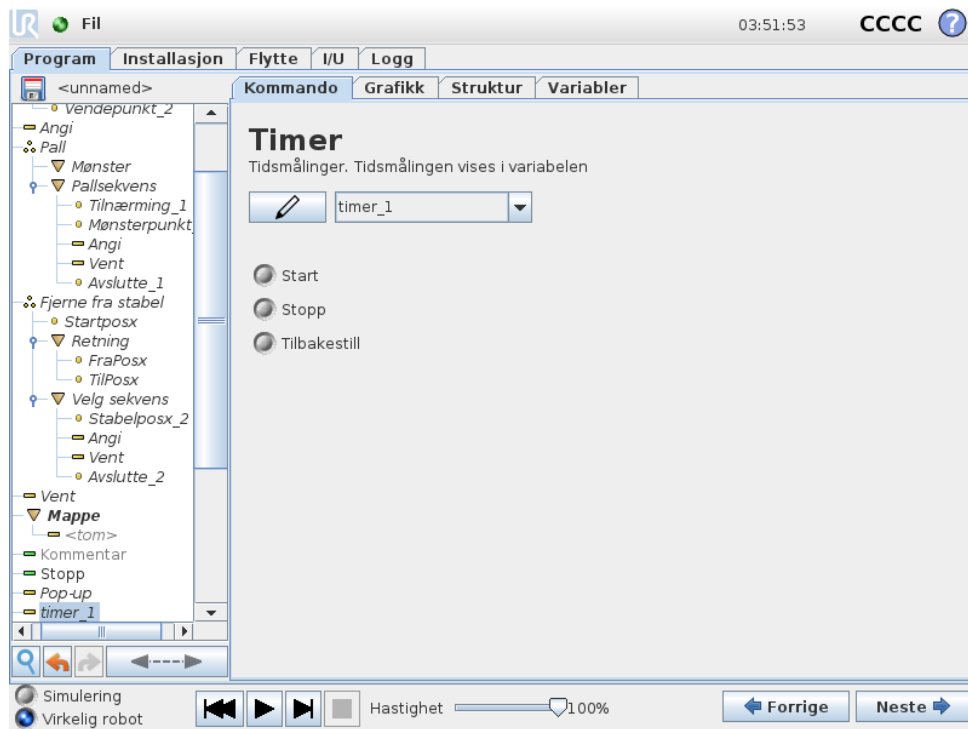 UR Fil 03:51:53 CCCC ?
Program Installasjon Flytte I/U Logg
<unnamed>
Kommando Grafikk Struktur Variabler
Vendepunkt_2
Angi
Pall
Mønster
Pallsekvens
Tilnærming_1
Mønsterpunkt
Angi
Vent
Avslutte_1
Fjerne fra stabel
Startposx
Retning
FraPosx
TilPosx
Velg sekvens
Stabelposx_2
Angi
Vent
Avslutte_2
Vent
Mappe
<tom>
Kommentar
Stopp
Pop-up
timer_1
Timer
Tidsmålinger. Tidsmålingen vises i variabelen
timer_1
Start
Stopp
Tilbakestill
Simulering
Virkelig robot
Hastighet 100%
Forrige Neste